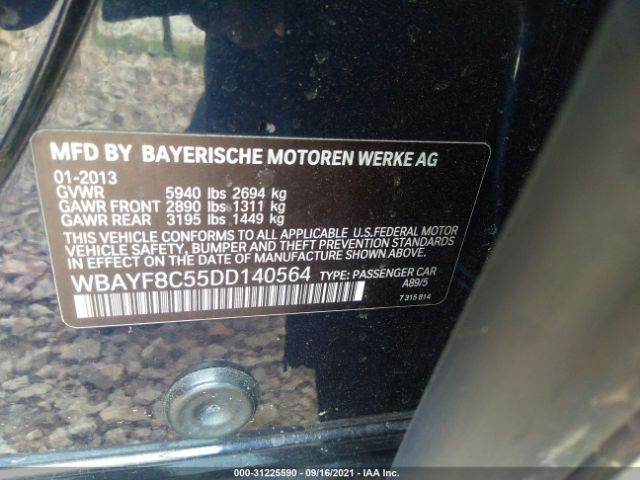 MFD BY BAYERISCHE MOTOREN WERKE AG
01-2013
GVWR 5940 lbs 2694 kg
GAWR FRONT 2890 lbs 1311 kg
GAWR REAR 3195 lbs 1449 kg
THIS VEHICLE CONFORMS TO ALL APPLICABLE U.S.FEDERAL MOTOR
VEHICLE SAFETY, BUMPER AND THEFT PREVENTION STANDARDS
IN EFFECT ON THE DATE OF MANUFACTURE SHOWN ABOVE.
WBAYF8C55DD140564 TYPE: PASSENGER CAR
A89/5
7 315 814
000-31225590 - 09/16/2021 - IAA Inc.